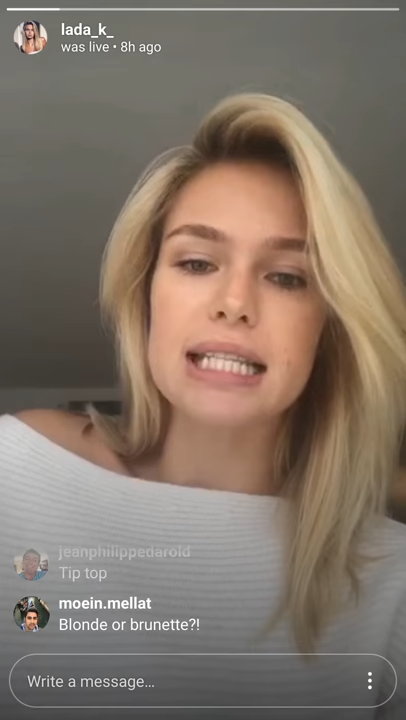 lada_k_
was live • 8h ago
jeanphilippedarold
Tip top
moein.mellat
Blonde or brunette?!
Write a message...